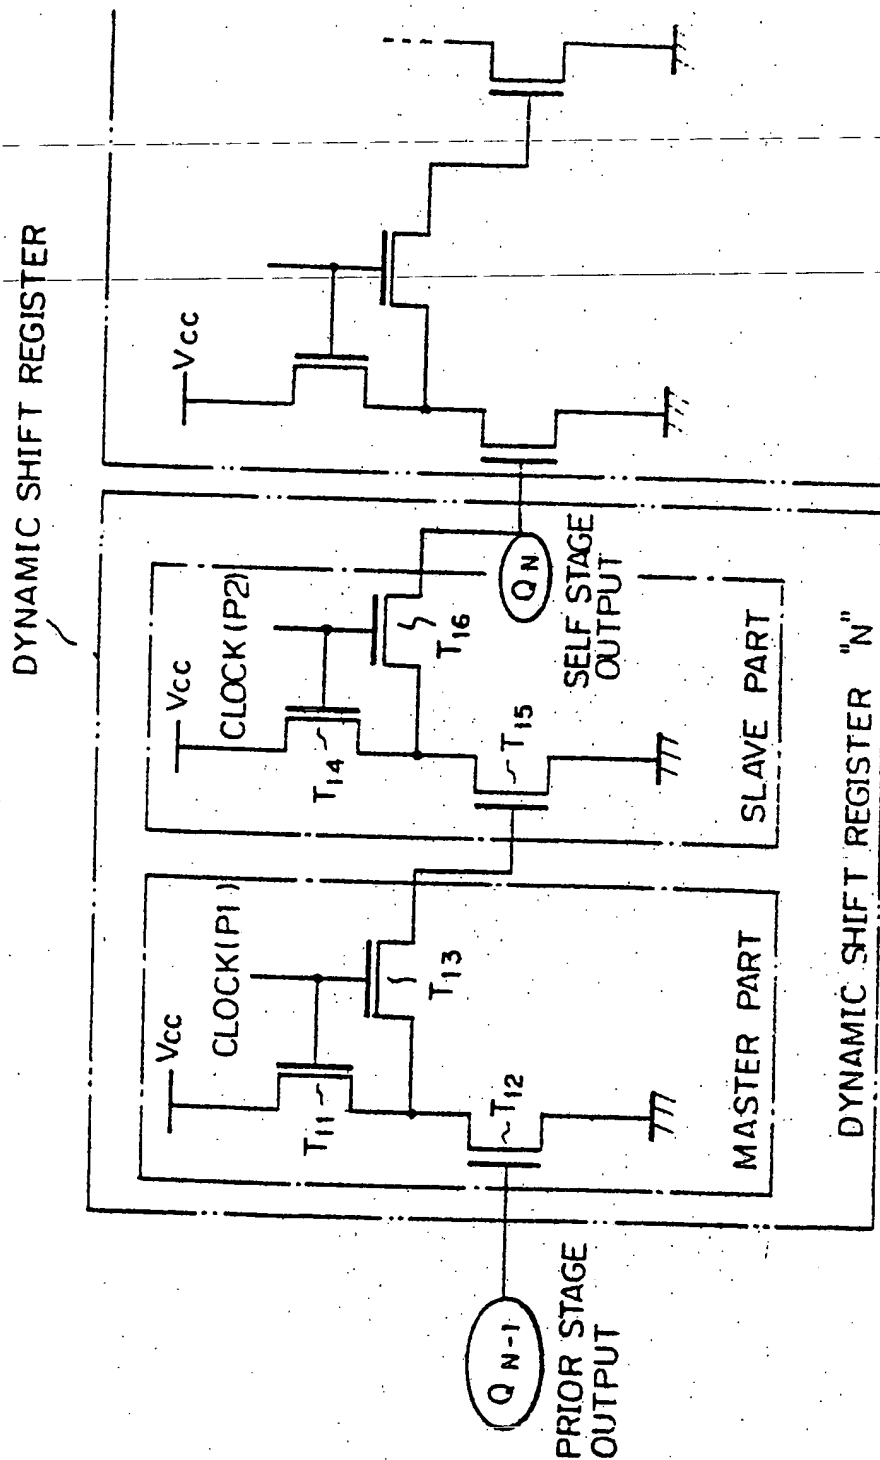 DYNAMIC SHIFT REGISTER
Vcc
CLOCK(P1)
T11
T13
T12
MASTER PART
Vcc
CLOCK(P2)
T14
T16
T15
SLAVE PART
Vcc
QN-1
PRIOR STAGE
OUTPUT
QN
SELF STAGE
OUTPUT
DYNAMIC SHIFT REGISTER "N"